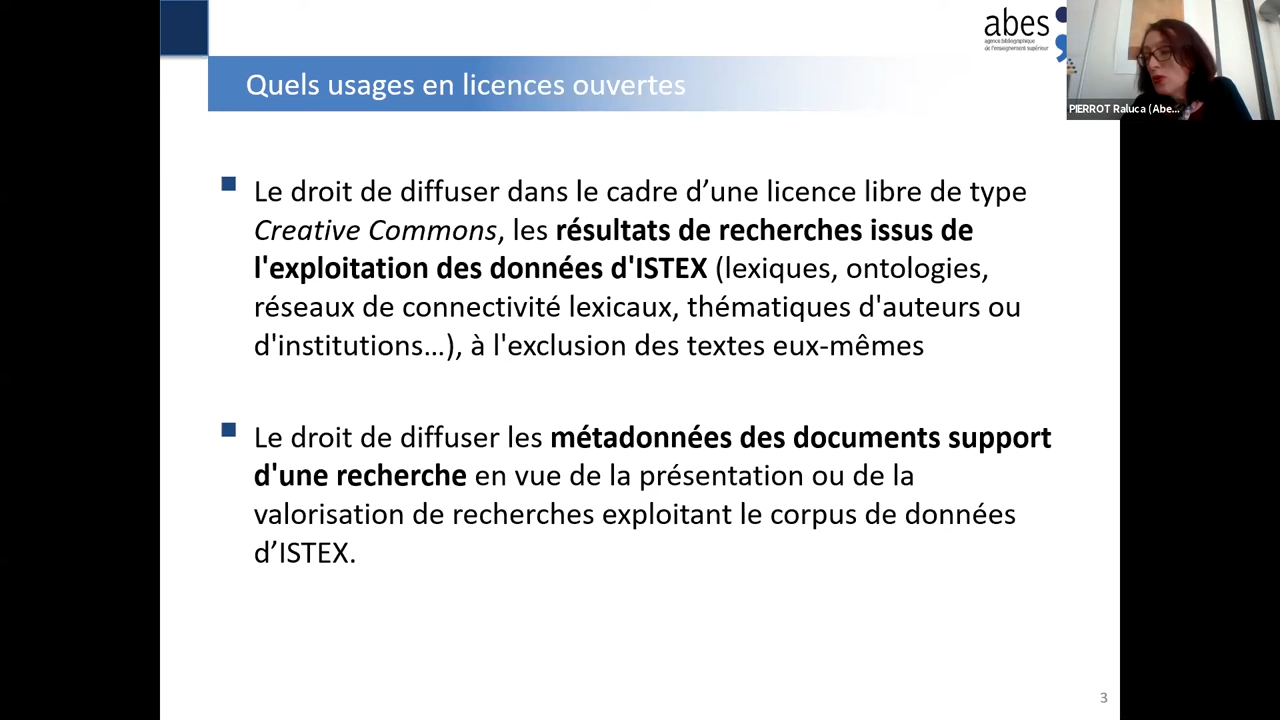 abes
agence bibliographique
de l'enseignement supérieur
PIERROT Raluca (Abe...
Quels usages en licences ouvertes
Le droit de diffuser dans le cadre d’une licence libre de type
Creative Commons, les résultats de recherches issus de
l'exploitation des données d'ISTEX (lexiques, ontologies,
réseaux de connectivité lexicaux, thématiques d'auteurs ou
d'institutions…), à l'exclusion des textes eux-mêmes
Le droit de diffuser les métadonnées des documents support
d'une recherche en vue de la présentation ou de la
valorisation de recherches exploitant le corpus de données
d’ISTEX.
3